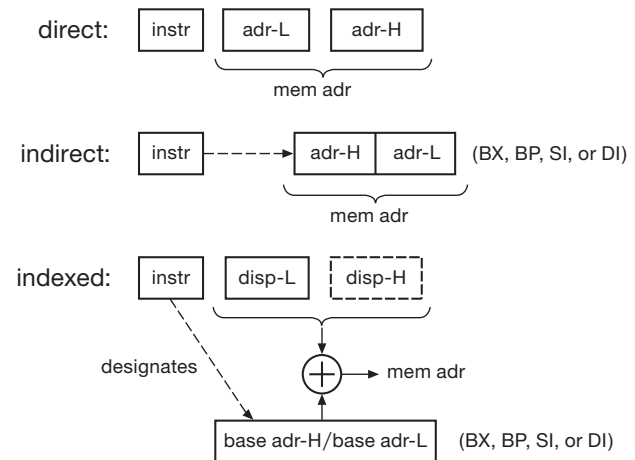 direct: instr adr-L adr-H
mem adr
indirect: instr adr-H adr-L (BX, BP, SI, or DI)
mem adr
indexed: instr disp-L disp-H
designates
mem adr
base adr-H/base adr-L (BX, BP, SI, or DI)